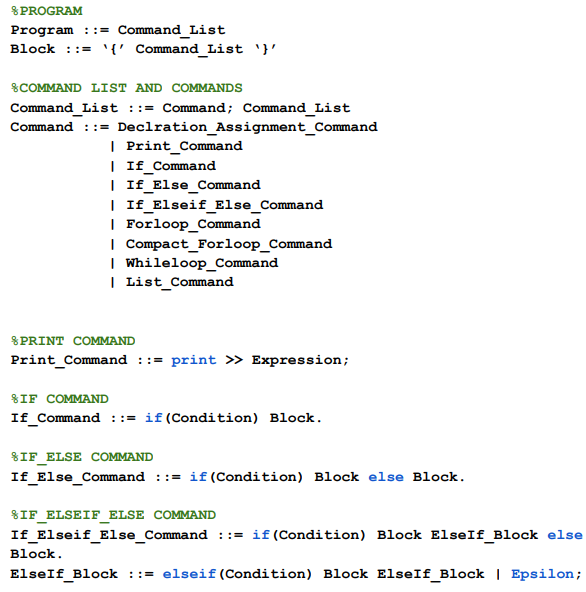 %PROGRAM
Program ::= Command_List
Block ::= ‘{’ Command_List ‘}’
%COMMAND LIST AND COMMANDS
Command_List ::= Command; Command_List
Command ::= Declration_Assignment_Command
| Print_Command
| If_Command
| If_Else_Command
| If_Elseif_Else_Command
| Forloop_Command
| Compact_Forloop_Command
| Whileloop_Command
| List_Command
%PRINT COMMAND
Print_Command ::= print >> Expression;
%IF COMMAND
If_Command ::= if(Condition) Block.
%IF_ELSE COMMAND
If_Else_Command ::= if(Condition) Block else Block.
%IF_ELSEIF_ELSE COMMAND
If_Elseif_Else_Command ::= if(Condition) Block ElseIf_Block else
Block.
ElseIf_Block ::= elseif(Condition) Block ElseIf_Block | Epsilon;